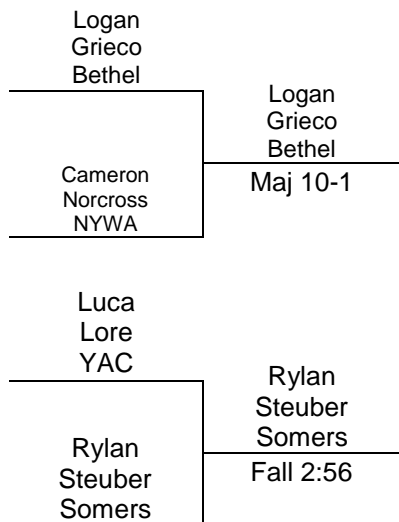 Logan
Grieco
Bethel
Logan
Grieco
Bethel
Cameron
Norcross
NYWA
Maj 10-1
Luca
Lore
YAC
Rylan
Steuber
Somers
Rylan
Steuber
Somers
Fall 2:56